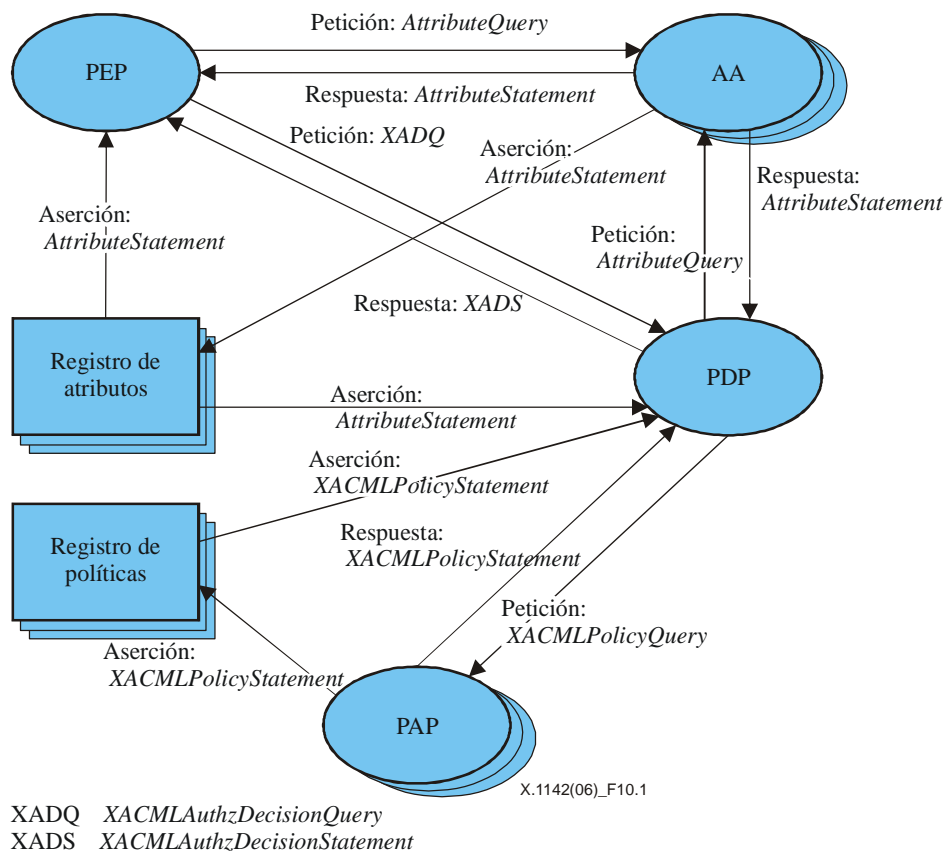 Petición: AttributeQuery
PEP
AA
Respuesta: AttributeStatement
Petición: XADQ
Aserción:
AttributeStatement
Respuesta:
AttributeStatement
Aserción:
AttributeStatement
Petición:
AttributeQuery
Respuesta: XADS
Registro de
atributos
PDP
Aserción:
AttributeStatement
Aserción:
XACMLPolicyStatement
Registro de
políticas
Respuesta:
XACMLPolicyStatement
Petición:
XACMLPolicyQuery
Aserción:
XACMLPolicyStatement
PAP
X.1142(06)_F10.1
XADQ XACMLAuthzDecisionQuery
XADS XACMLAuthzDecisionStatement